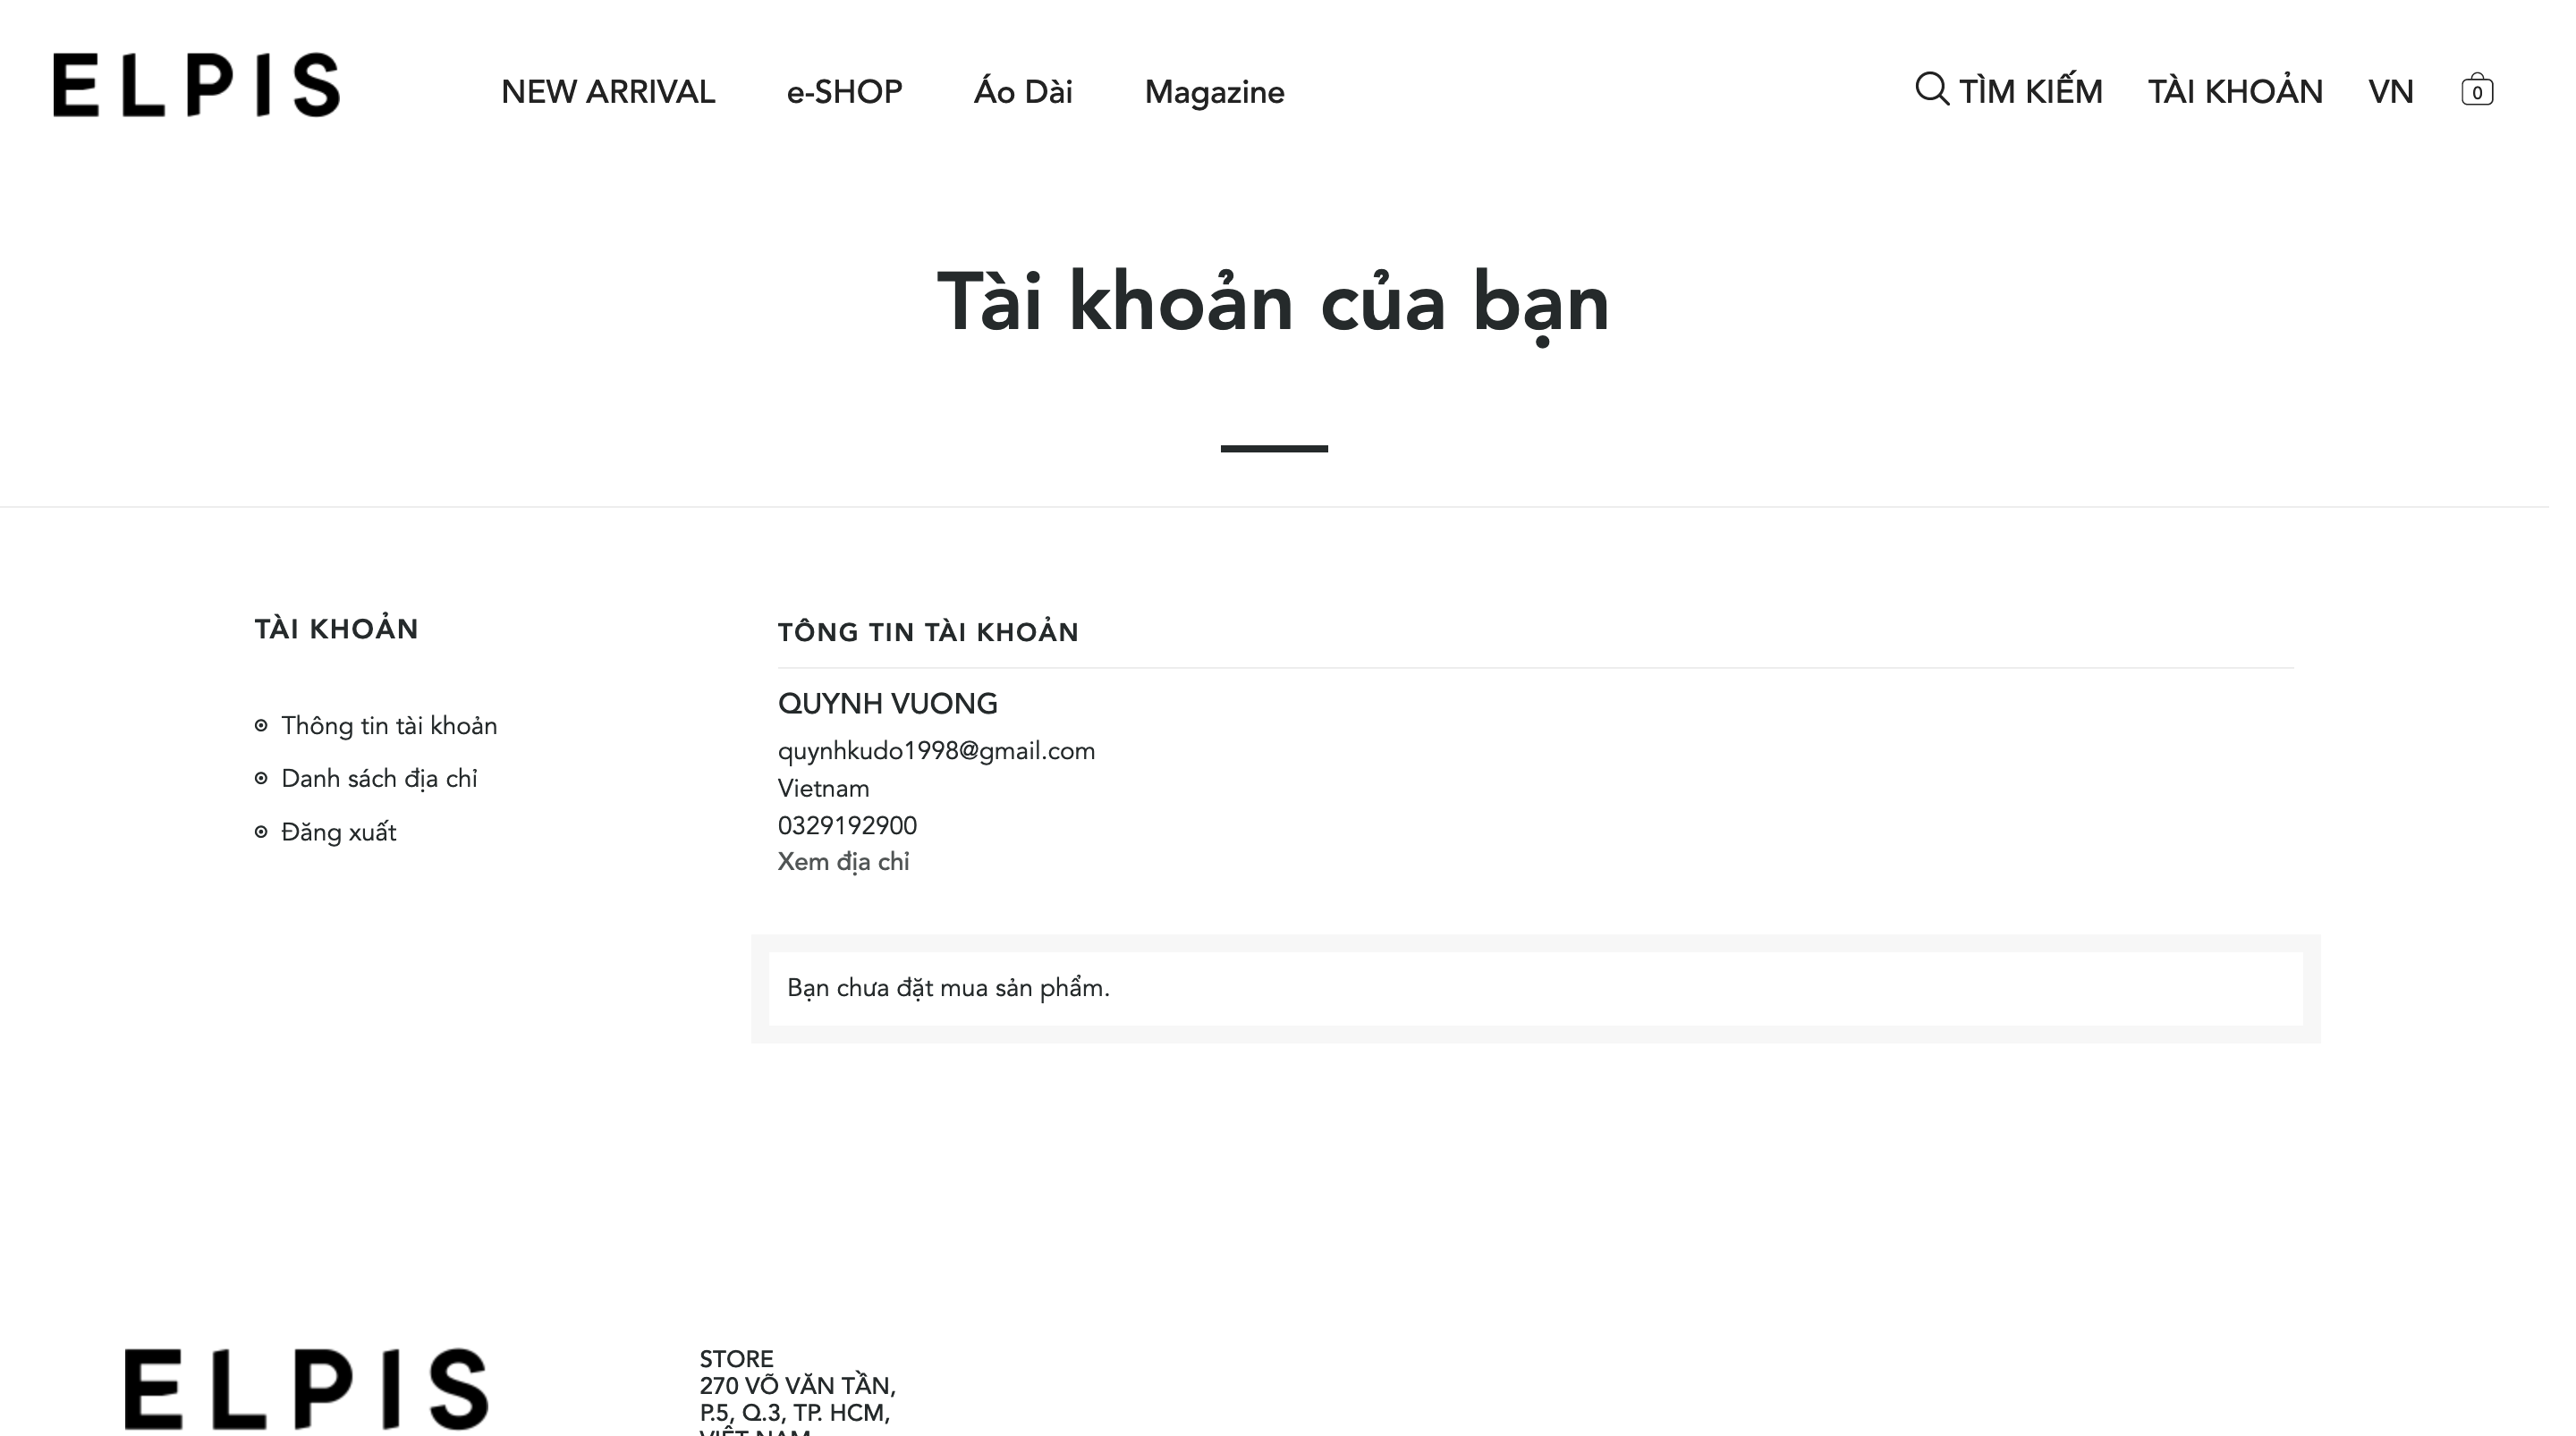 ELPIS
NEW ARRIVAL
e-SHOP
Áo Dài
Magazine
TÌM KIẾM
TÀI KHOẢN
VN
0
Tài khoản của bạn
TÀI KHOẢN
Thông tin tài khoản
Danh sách địa chỉ
Đăng xuất
TÔNG TIN TÀI KHOẢN
QUYNH VUONG
quynhkudo1998@gmail.com
Vietnam
0329192900
Xem địa chỉ
Bạn chưa đặt mua sản phẩm.
ELPIS
STORE
270 VÕ VĂN TẦN,
P.5, Q.3, TP. HCM,
VIỆT NAM